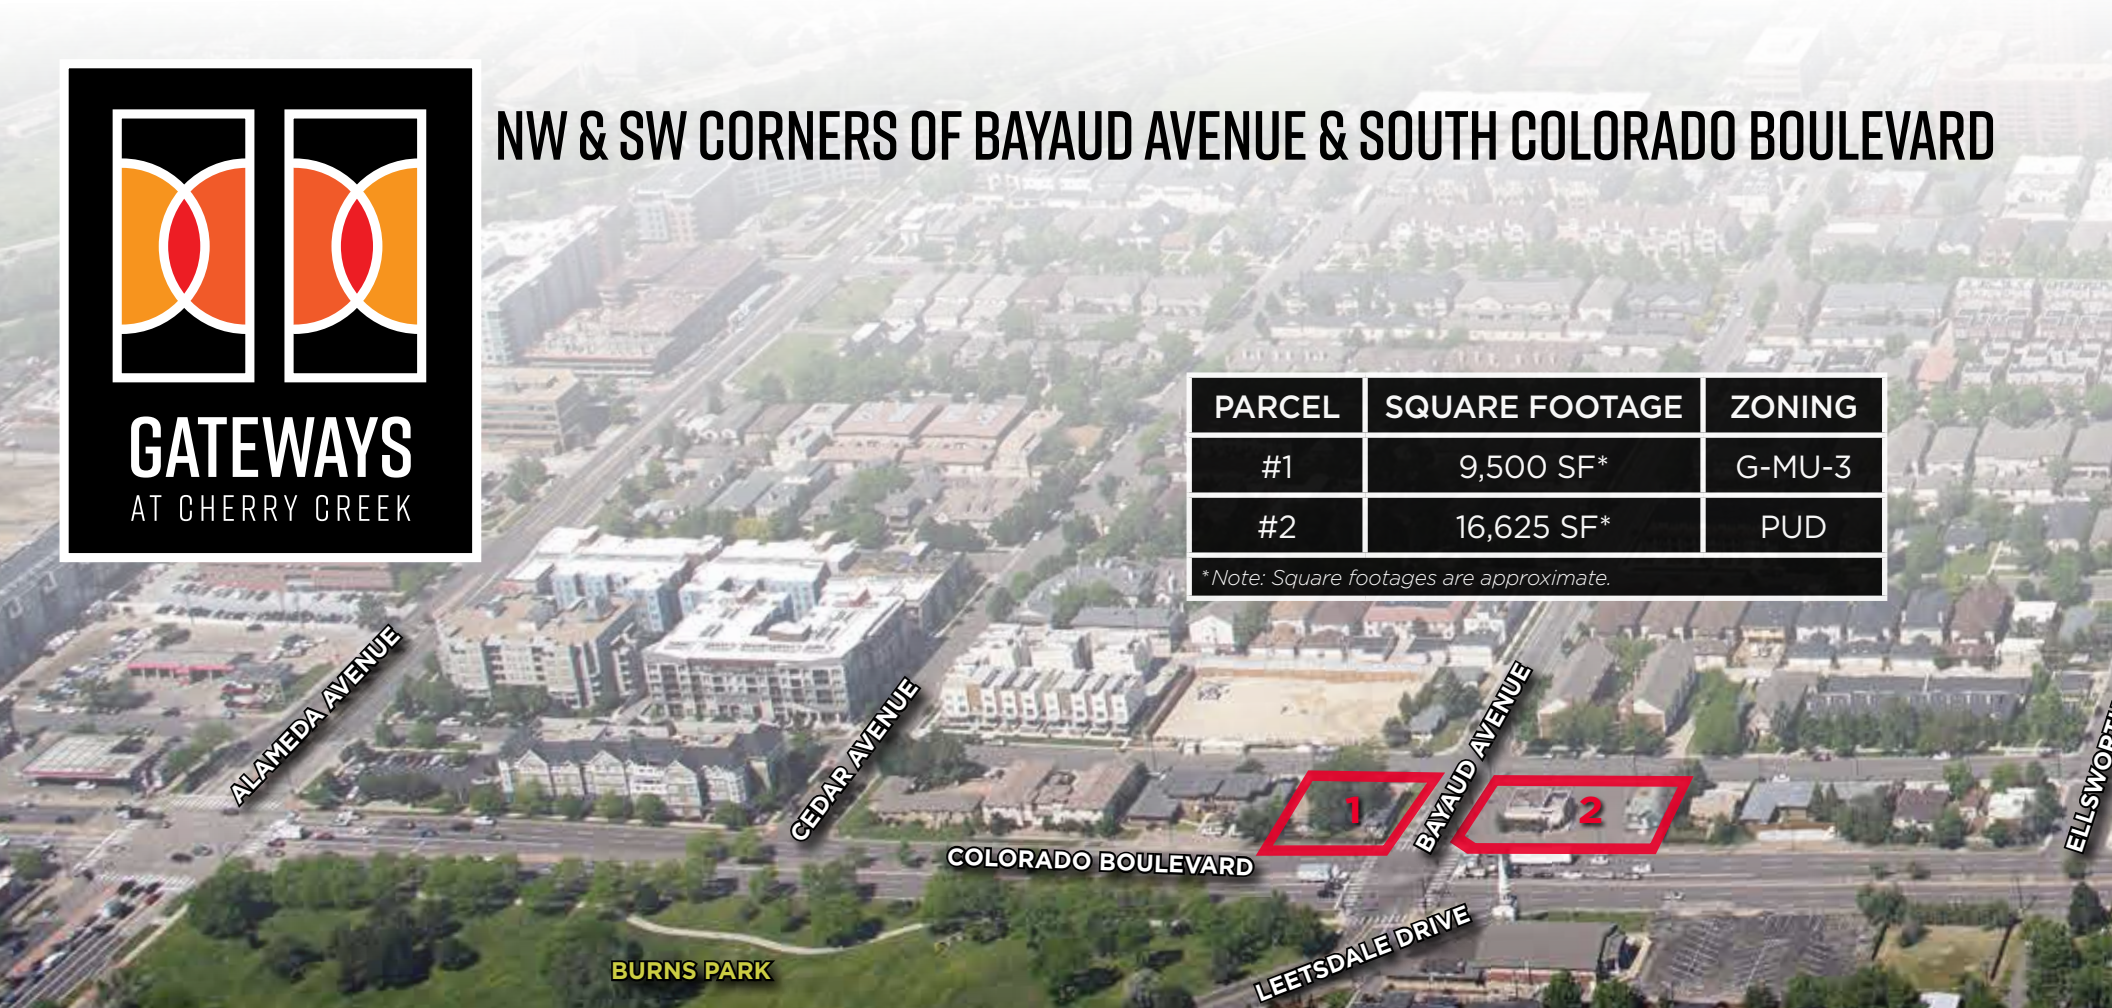 NW & SW CORNERS OF BAYAUD AVENUE & SOUTH COLORADO BOULEVARD
GATEWAYS
AT CHERRY CREEK
PARCEL SQUARE FOOTAGE ZONING
#1 9,500 SF* G-MU-3
#2 16,625 SF* PUD
*Note: Square footages are approximate.
ALAMEDA AVENUE
CEDAR AVENUE
BAYAUD AVENUE
1
2
COLORADO BOULEVARD
LEETSDALE DRIVE
BURNS PARK